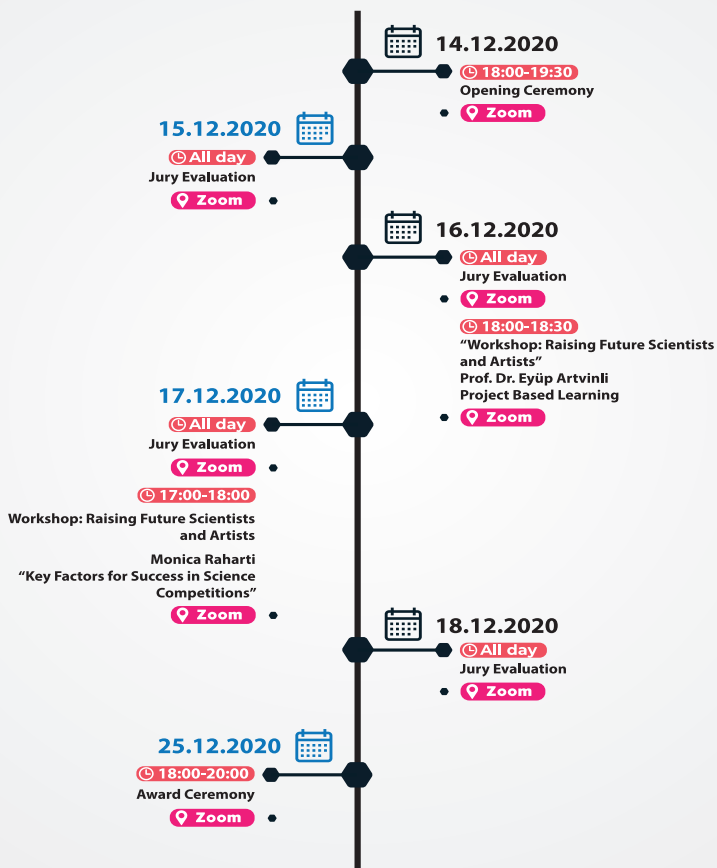 14.12.2020
18:00-19:30
Opening Ceremony
Zoom
15.12.2020
All day
Jury Evaluation
Zoom
16.12.2020
All day
Jury Evaluation
Zoom
18:00-18:30
“Workshop: Raising Future Scientists
and Artists”
Prof. Dr. Eyüp Artvinli
Project Based Learning
Zoom
17.12.2020
All day
Jury Evaluation
Zoom
17:00-18:00
Workshop: Raising Future Scientists
and Artists
Monica Raharti
“Key Factors for Success in Science
Competitions”
Zoom
18.12.2020
All day
Jury Evaluation
Zoom
25.12.2020
18:00-20:00
Award Ceremony
Zoom